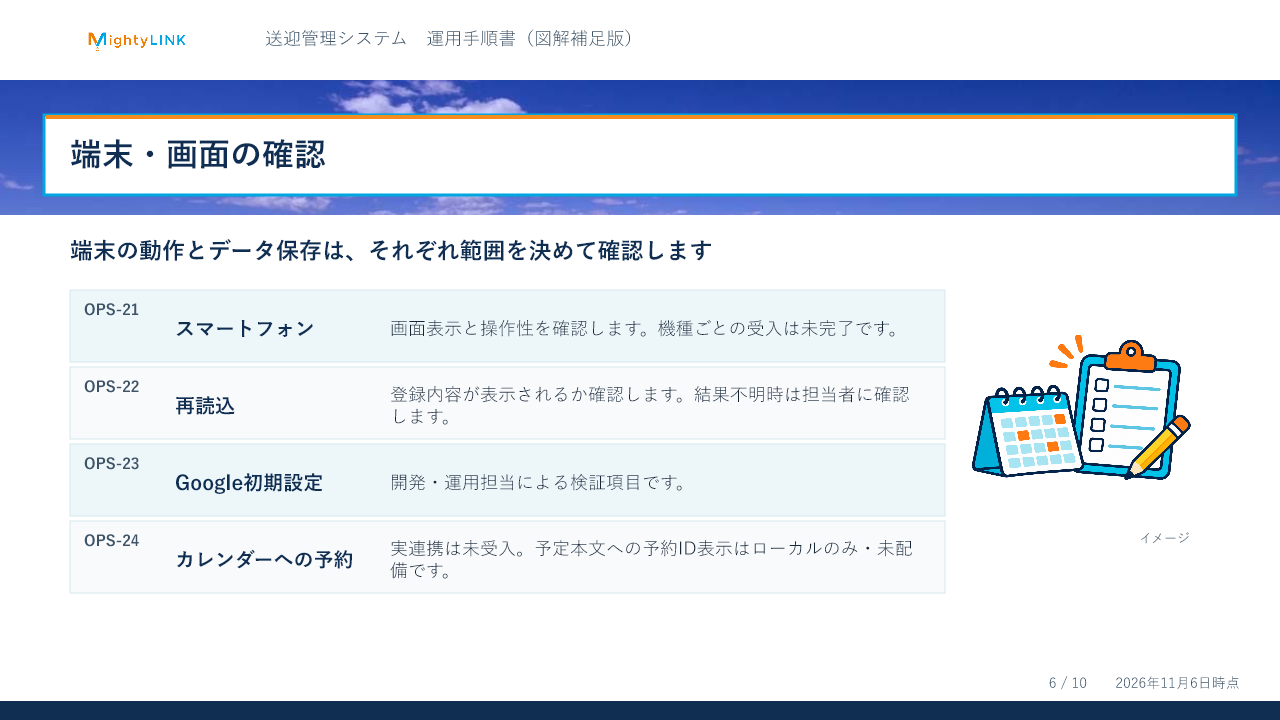 MightyLINK
送迎管理システム　運用手順書（図解補足版）
端末・画面の確認
端末の動作とデータ保存は、それぞれ範囲を決めて確認します
OPS-21
スマートフォン
画面表示と操作性を確認します。機種ごとの受入は未完了です。
OPS-22
再読込
登録内容が表示されるか確認します。結果不明時は担当者に確認
します。
OPS-23
Google初期設定
開発・運用担当による検証項目です。
OPS-24
カレンダーへの予約
実連携は未受入。予定本文への予約ID表示はローカルのみ・未配
備です。
イメージ
6 / 10　2026年11月6日時点